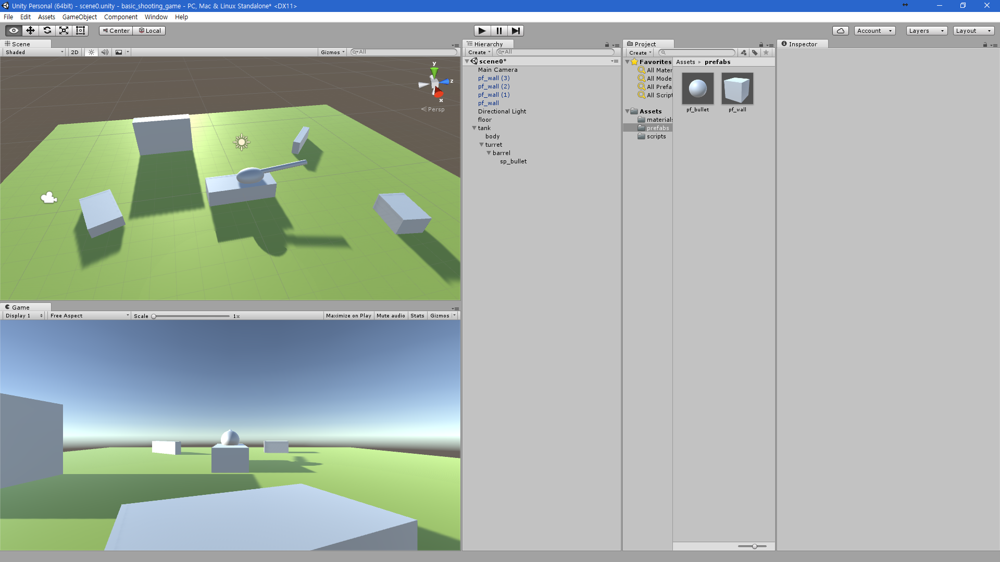 Unity Personal (64bit) - scene0.unity - basic_shooting_game - PC, Mac & Linux Standalone* <DX11>
File Edit Assets GameObject Component Window Help
Center Local
Account Layers Layout
Scene
Shaded 2D Gizmos All
y
z
x
Persp
Game
Display 1 Free Aspect Scale 1x Maximize on Play Mute audio Stats Gizmos
Hierarchy
Create All
scene0*
Main Camera
pf_wall (3)
pf_wall (2)
pf_wall (1)
pf_wall
Directional Light
floor
tank
body
turret
barrel
sp_bullet
Project
Create
Favorites
All Mater
All Mode
All Prefa
All Script
Assets
materials
prefabs
scripts
Assets prefabs
pf_bullet pf_wall
Inspector